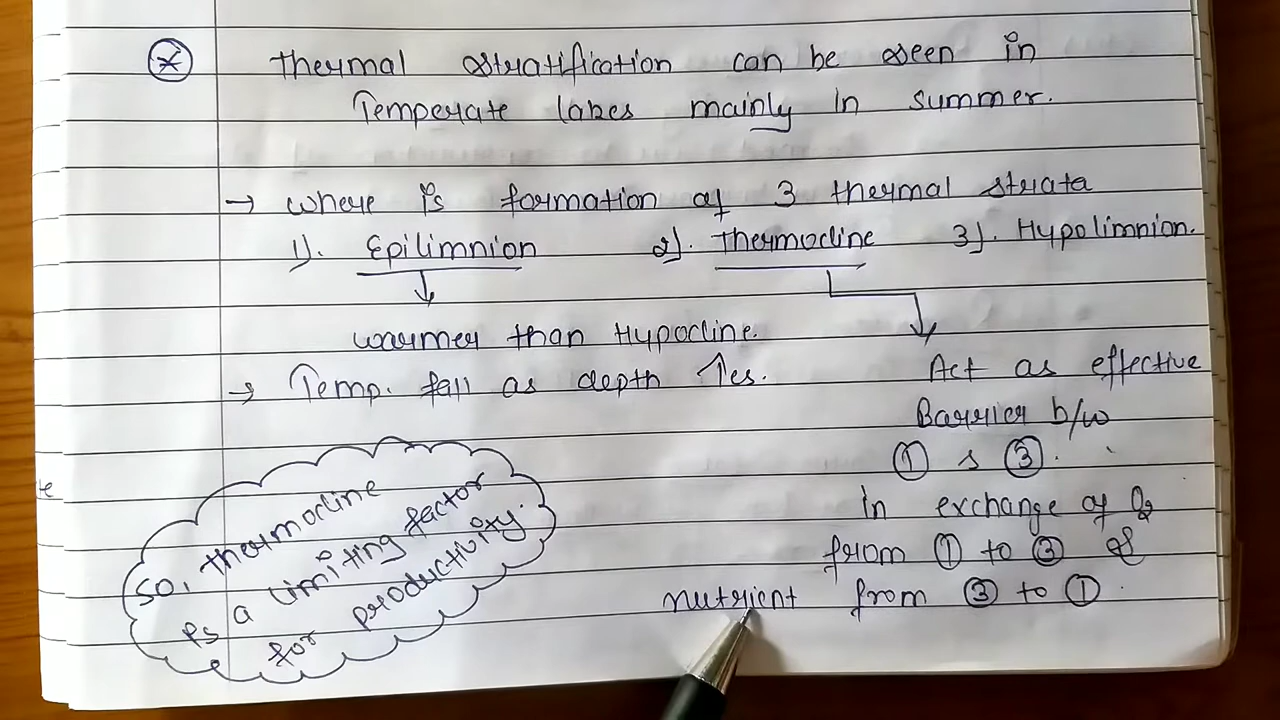 thermal stratification can be seen in
Temperate lakes mainly in summer.
→ where is formation of 3 thermal strata
1). Epilimnion 2). thermocline 3). Hypolimnion.
warmer than Hypocline.
→ Temp. fall as depth ↑es.
Act as effective
Barrier b/w
① & ③.
in exchange of O2
from ① to ③ &
nutrient from ③ to ①.
te
So, thermocline
is a limiting factor
for productivity.